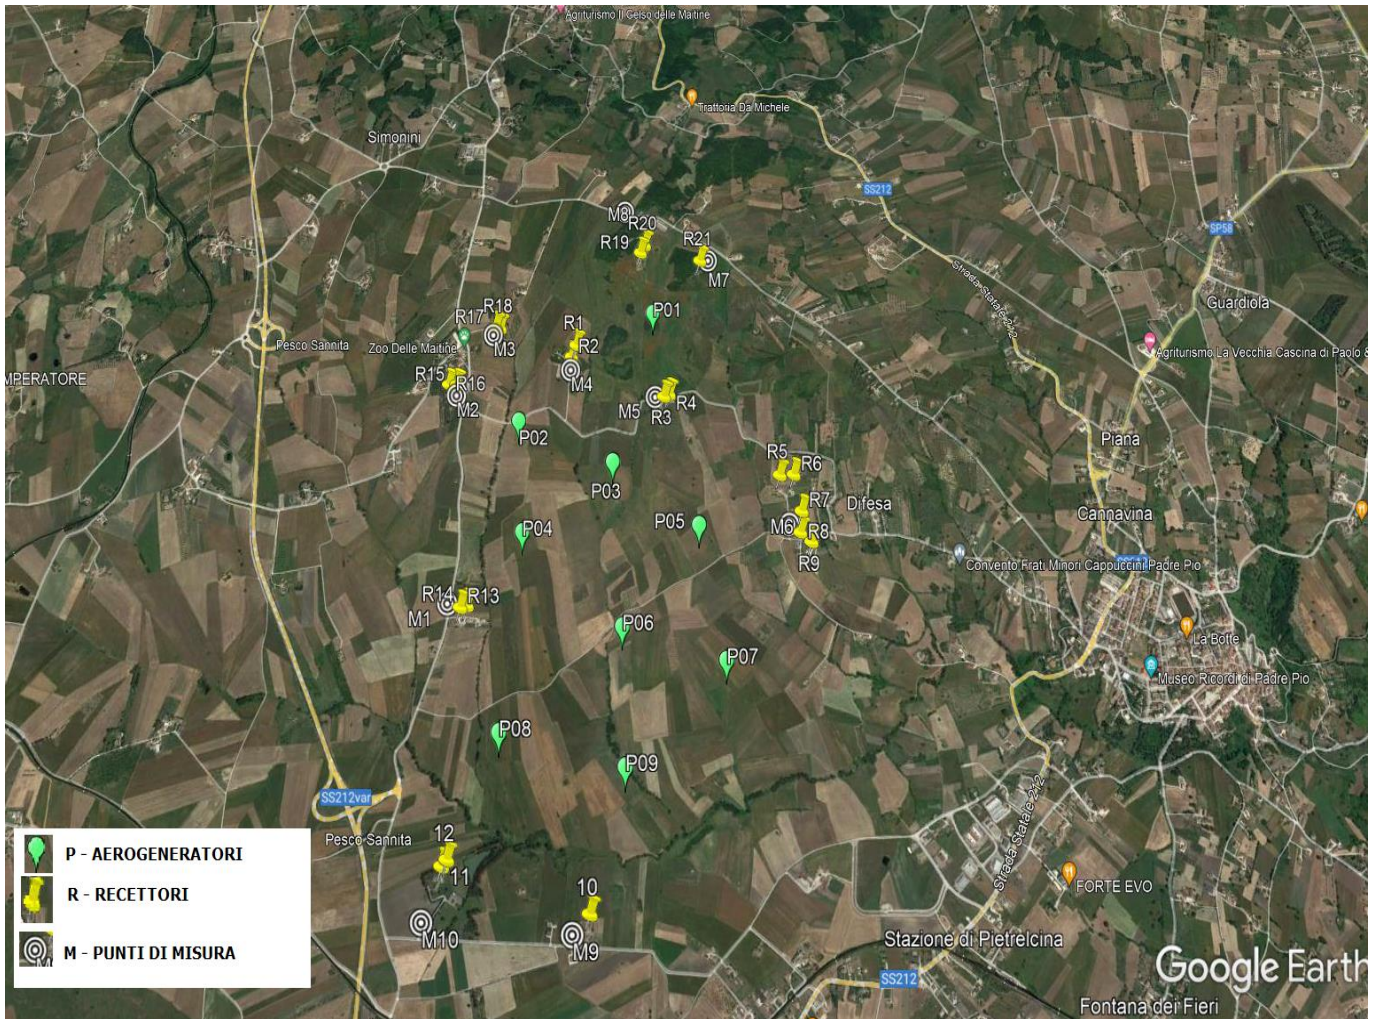 Agriturismo Il Gelso delle Maitine
Trattoria Da Michele
Simonini
SS212
M8
R20
SP58
R19
R21
M7
Strada Statale 212
Guardiola
R18
P01
R17
R1
Pesco Sannita
Zoo Delle Maitine
M3
R2
Agriturismo La Vecchia Cascina di Paolo &
MPERATORE
R15
R16
M4
M2
M5
R3
R4
P02
Piana
R5
R6
P03
R7
Difesa
Cannavina
P04
P05
M6
R8
R9
Convento Frati Minori Cappuccini Padre Pio
R14
R13
M1
P06
La Botte
P07
Museo Ricordi di Padre Pio
P08
P09
SS212var
Strada Statale 212
Pesco Sannita
12
11
10
FORTE EVO
M10
M9
Stazione di Pietrelcina
SS212
Fontana dei Fieri
Google Earth
P - AEROGENERATORI
R - RECETTORI
M - PUNTI DI MISURA